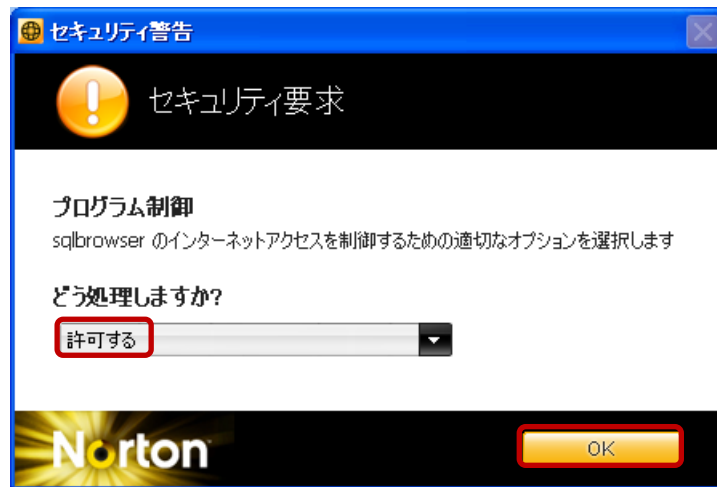 セキュリティ警告
セキュリティ要求
プログラム制御
sqlbrowser のインターネットアクセスを制御するための適切なオプションを選択します
どう処理しますか?
許可する
Norton
OK